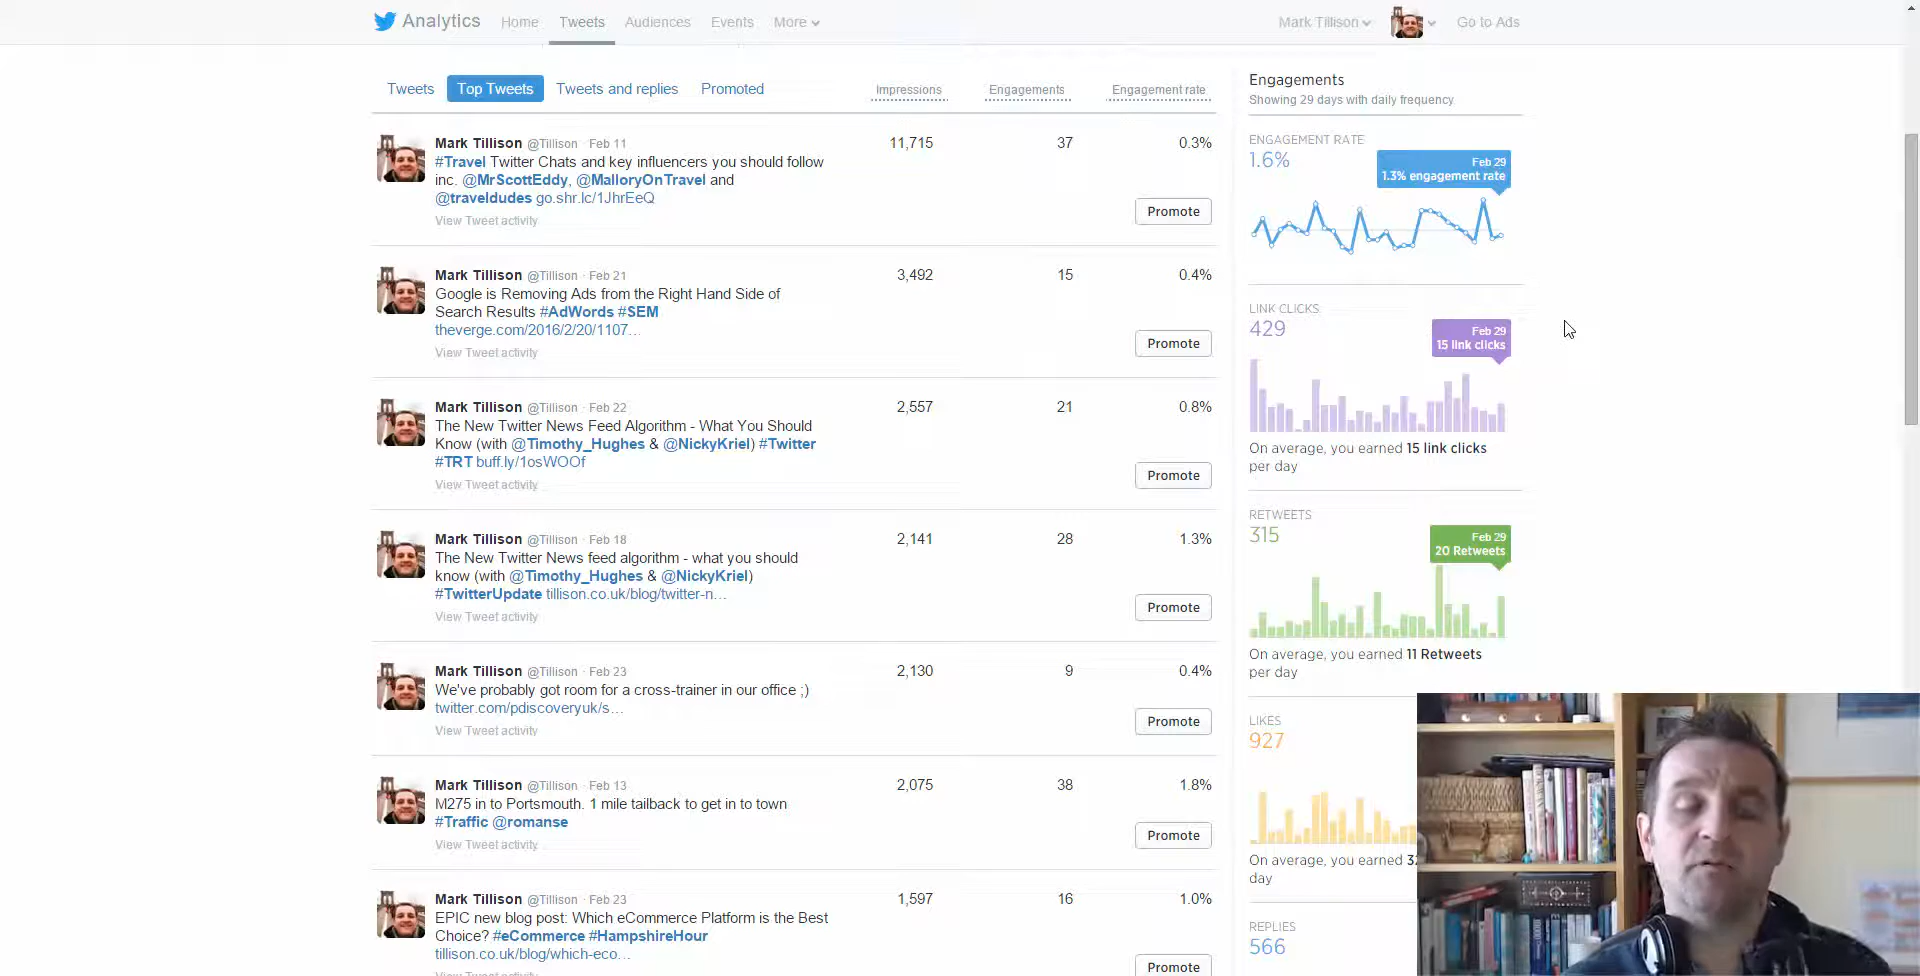 Analytics Home Tweets Audiences Events More Mark Tillison Go to Ads
Tweets Top Tweets Tweets and replies Promoted Impressions Engagements Engagement rate
Mark Tillison @Tillison · Feb 11 11,715 37 0.3%
#Travel Twitter Chats and key influencers you should follow
inc. @MrScottEddy, @MalloryOnTravel and
@traveldudes go.shr.lc/1JhrEeQ
View Tweet activity
Promote
Mark Tillison @Tillison · Feb 21 3,492 15 0.4%
Google is Removing Ads from the Right Hand Side of
Search Results #AdWords #SEM
theverge.com/2016/2/20/1107…
View Tweet activity
Promote
Mark Tillison @Tillison · Feb 22 2,557 21 0.8%
The New Twitter News Feed Algorithm - What You Should
Know (with @Timothy_Hughes & @NickyKriel) #Twitter
#TRT buff.ly/1osWOOf
View Tweet activity
Promote
Mark Tillison @Tillison · Feb 18 2,141 28 1.3%
The New Twitter News feed algorithm - what you should
know (with @Timothy_Hughes & @NickyKriel)
#TwitterUpdate tillison.co.uk/blog/twitter-n…
View Tweet activity
Promote
Mark Tillison @Tillison · Feb 23 2,130 9 0.4%
We've probably got room for a cross-trainer in our office ;)
twitter.com/pdiscoveryuk/s…
View Tweet activity
Promote
Mark Tillison @Tillison · Feb 13 2,075 38 1.8%
M275 in to Portsmouth. 1 mile tailback to get in to town
#Traffic @romanse
View Tweet activity
Promote
Mark Tillison @Tillison · Feb 23 1,597 16 1.0%
EPIC new blog post: Which eCommerce Platform is the Best
Choice? #eCommerce #HampshireHour
tillison.co.uk/blog/which-eco…
View Tweet activity
Promote
Engagements
Showing 29 days with daily frequency
ENGAGEMENT RATE
1.6%
Feb 29
1.3% engagement rate
LINK CLICKS
429
Feb 29
15 link clicks
On average, you earned 15 link clicks
per day
RETWEETS
315
Feb 29
20 Retweets
On average, you earned 11 Retweets
per day
LIKES
927
On average, you earned 32
day
REPLIES
566